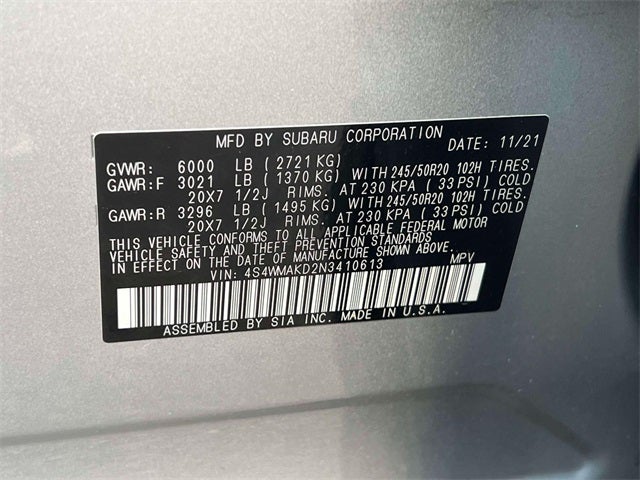 MFD BY SUBARU CORPORATION DATE: 11/21
GVWR: 6000 LB (2721 KG)
GAWR:F 3021 LB (1370 KG) WITH 245/50R20 102H TIRES.
20X7 1/2J RIMS. AT 230 KPA (33 PSI) COLD
GAWR:R 3296 LB (1495 KG) WITH 245/50R20 102H TIRES.
20X7 1/2J RIMS. AT 230 KPA (33 PSI) COLD
THIS VEHICLE CONFORMS TO ALL APPLICABLE FEDERAL MOTOR
VEHICLE SAFETY AND THEFT PREVENTION STANDARDS
IN EFFECT ON THE DATE OF MANUFACTURE SHOWN ABOVE.
VIN: 4S4WMAKD2N3410613 MPV
ASSEMBLED BY SIA INC. MADE IN U.S.A.